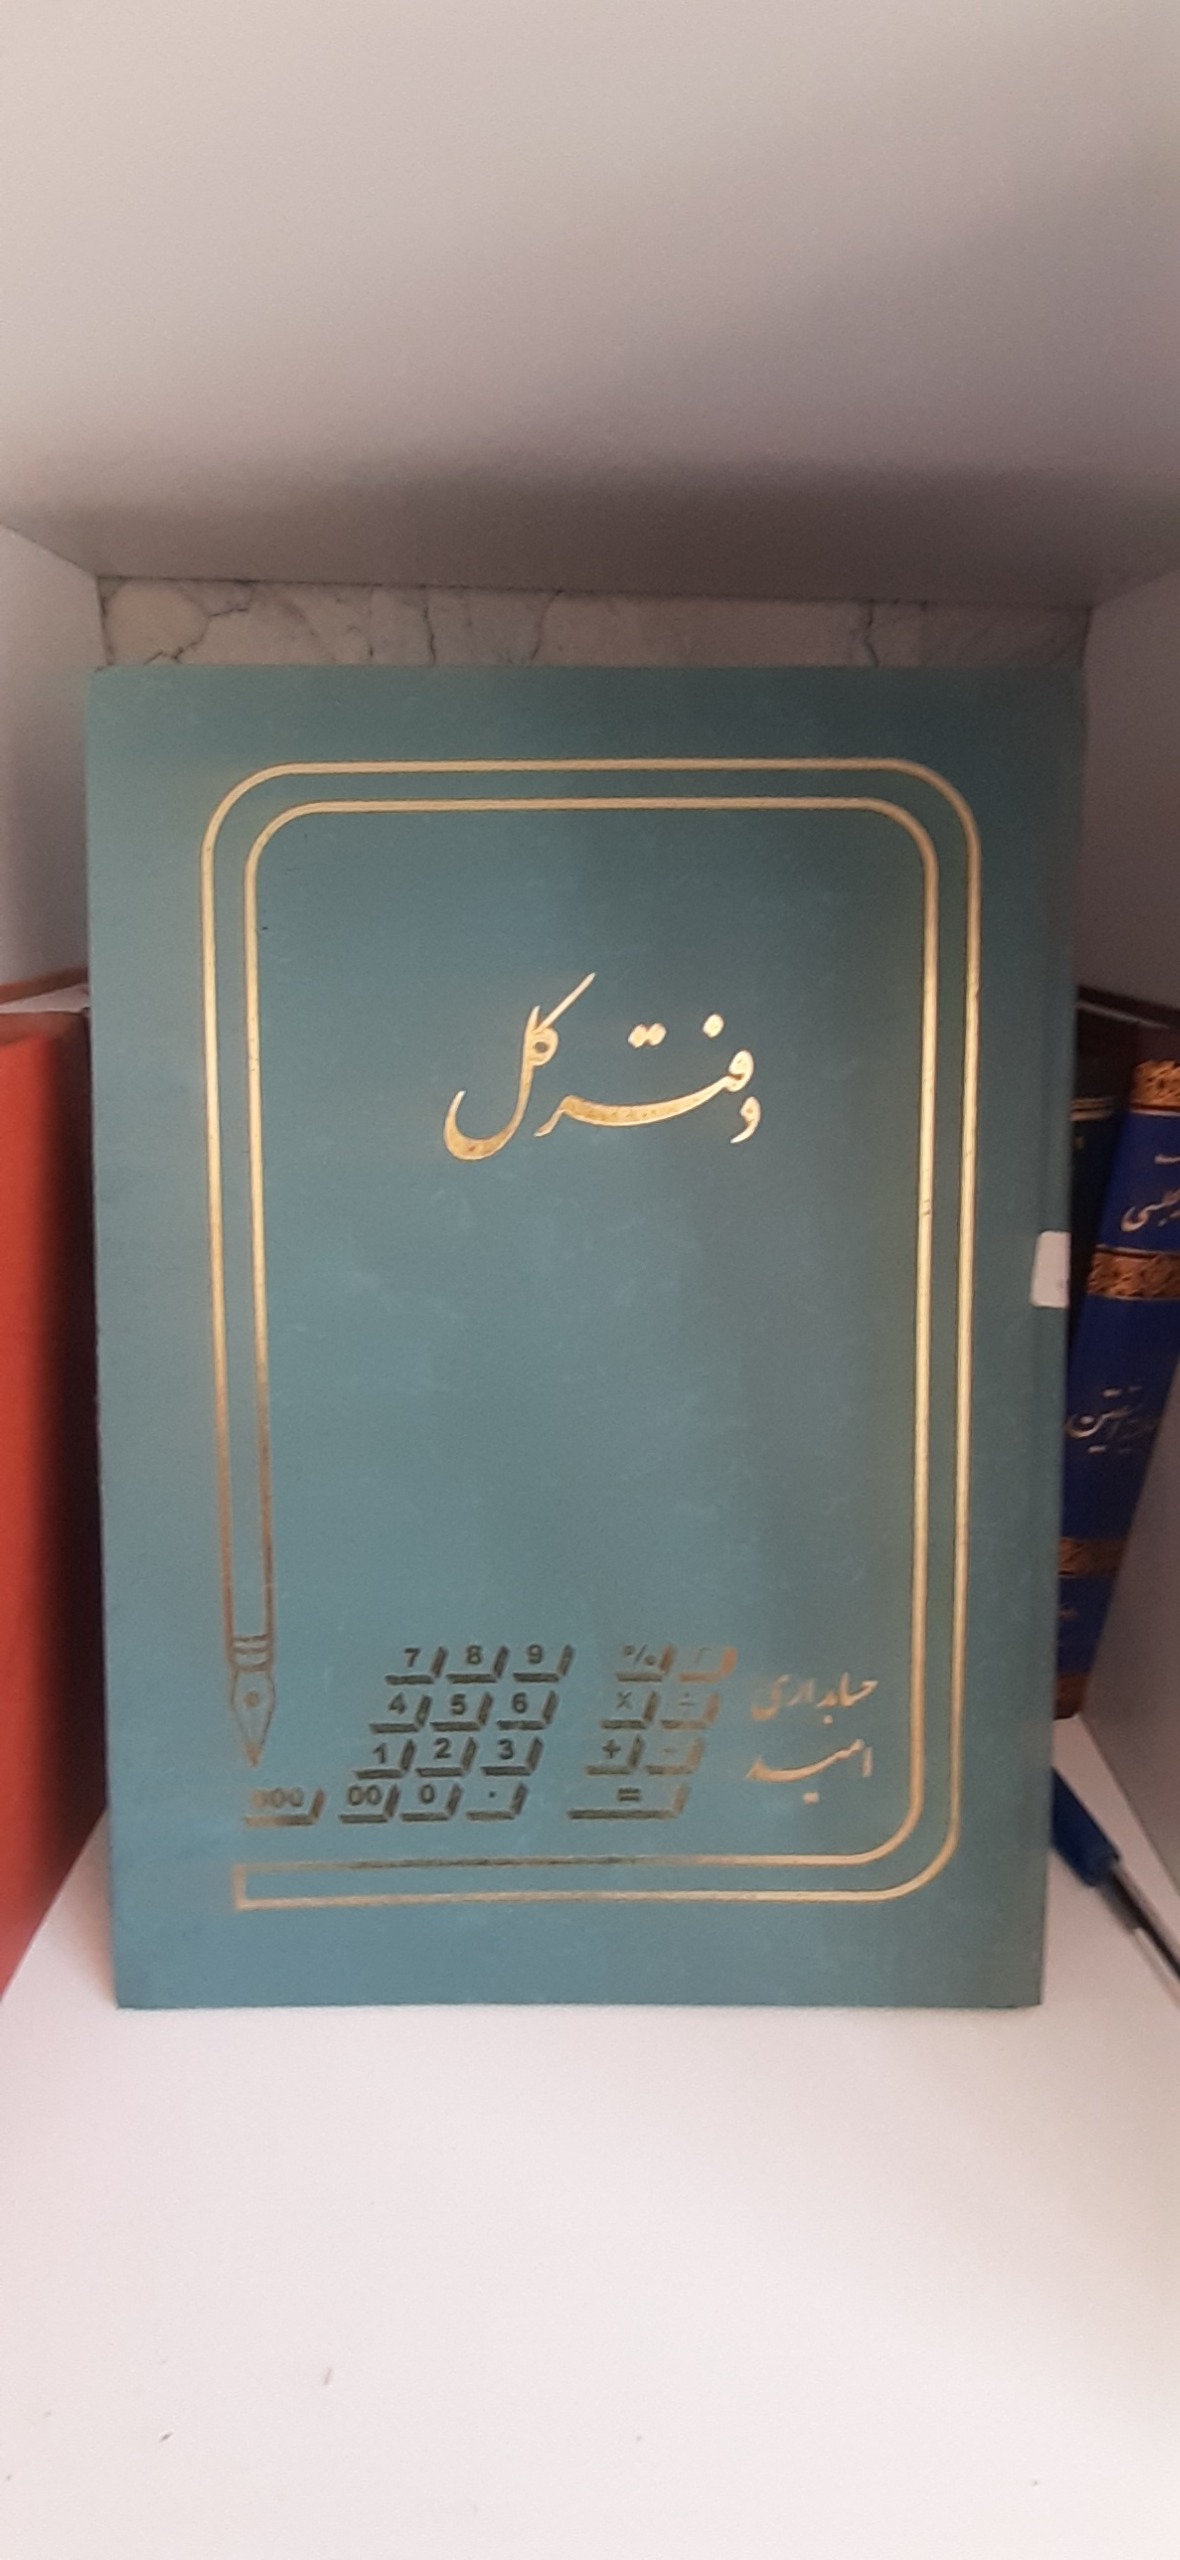 دفتر کل
7 8 9 %
4 5 6 × ÷
1 2 3 + -
000 00 0 . =
حسابداری
امید